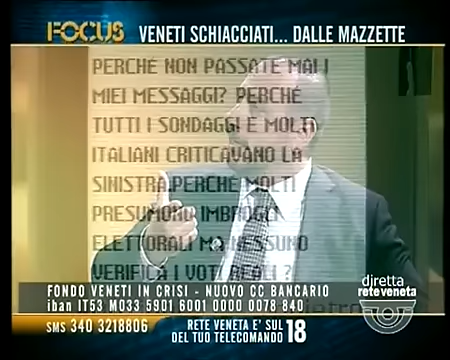 FOCUS VENETI SCHIACCIATI... DALLE MAZZETTE
PERCHE NON PASSATE MAI I
MIEI MESSAGGI? PERCHÉ
TUTTI I SONDAGGI E MOLTI
ITALIANI CRITICAVANO LA
SINISTRA,PERCHE MOLTI
PRESUMONO IMBROGLI
ELETTORALI MA NESSUNO
VERIFICA I VOTI REALI ?
FONDO VENETI IN CRISI - NUOVO CC BANCARIO
iban IT53 M033 5901 6001 0000 0078 840
diretta
reteveneta
SMS 340 3218806
RETE VENETA E' SUL
DEL TUO TELECOMANDO 18